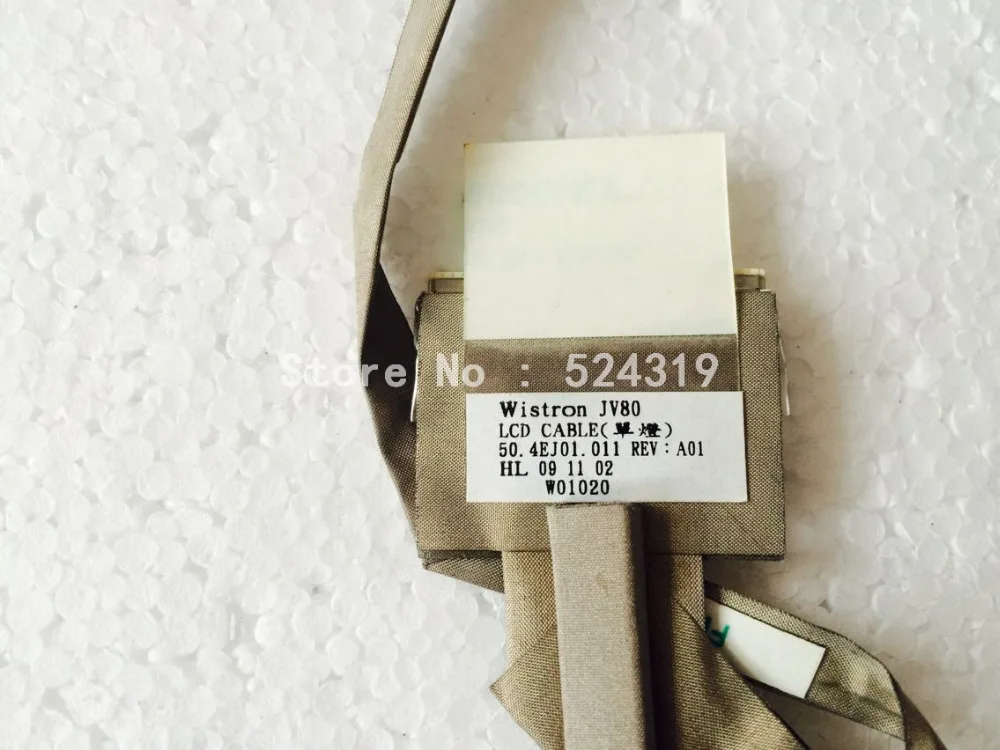 Store No : 524319
Wistron JV80
LCD CABLE(單燈)
50.4EJ01.011 REV:A01
HL 09 11 02
W01020